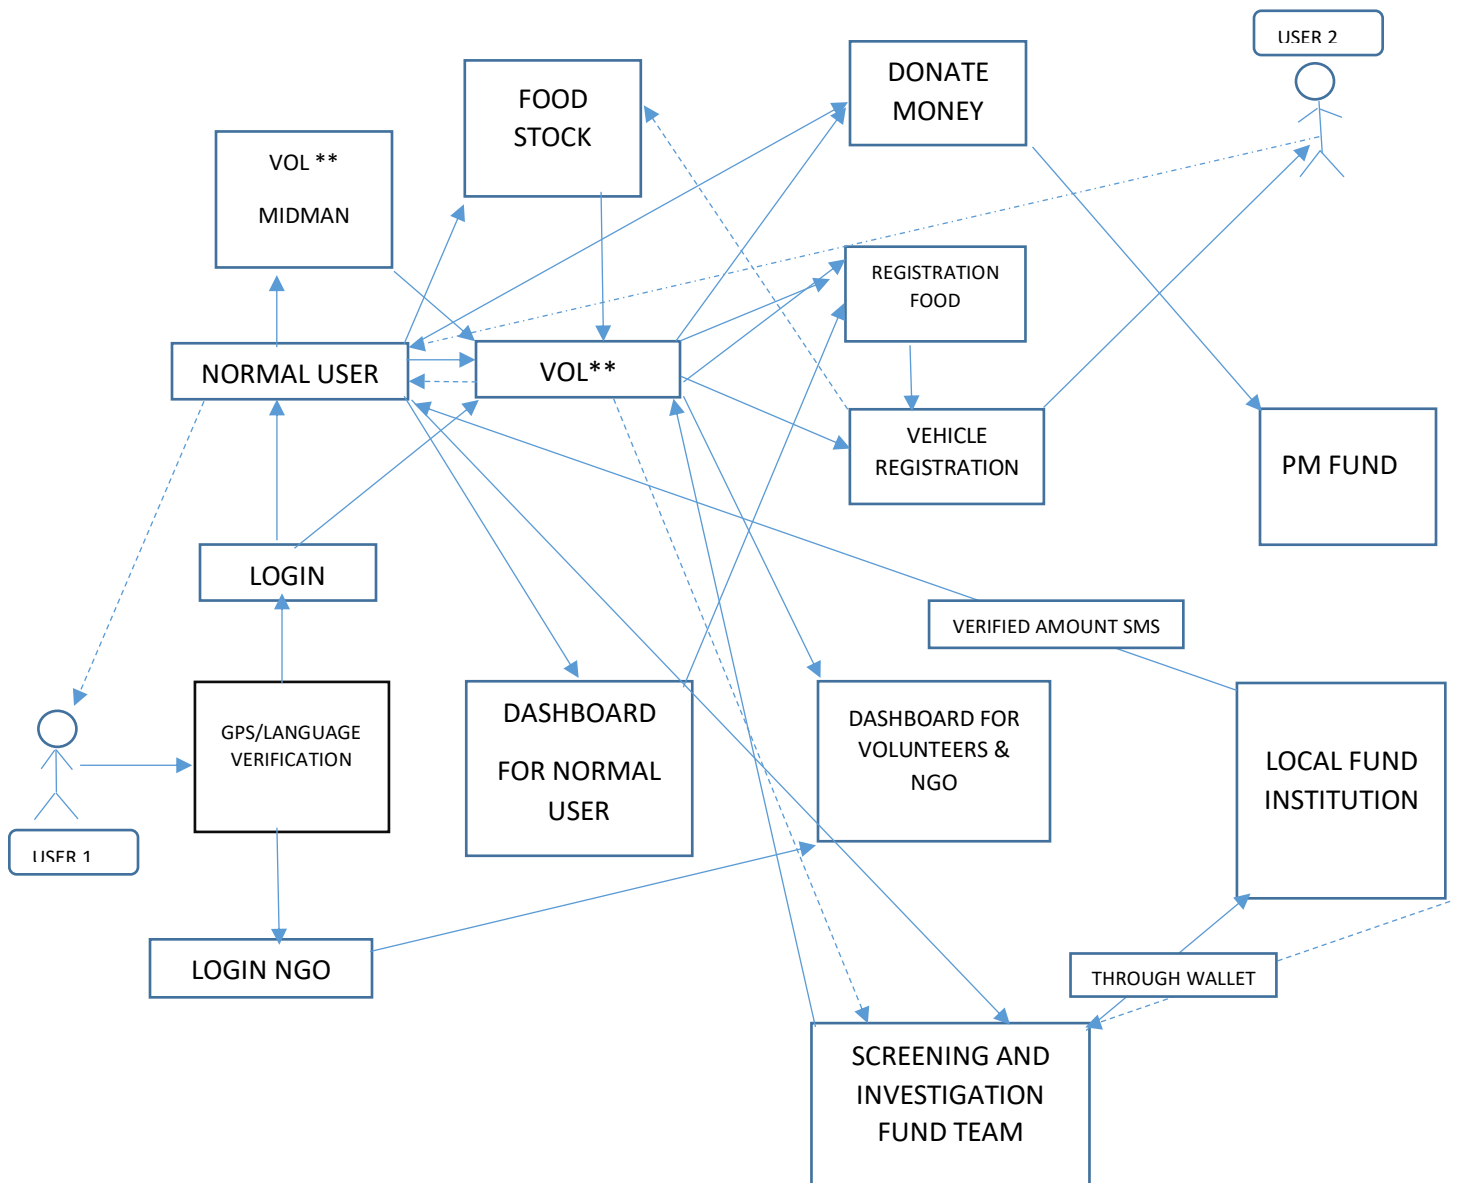 USER 2
DONATE
MONEY
FOOD
STOCK
VOL **
MIDMAN
REGISTRATION
FOOD
NORMAL USER
VOL**
VEHICLE
REGISTRATION
PM FUND
LOGIN
VERIFIED AMOUNT SMS
GPS/LANGUAGE
VERIFICATION
DASHBOARD
FOR NORMAL
USER
DASHBOARD FOR
VOLUNTEERS &
NGO
LOCAL FUND
INSTITUTION
USER 1
LOGIN NGO
THROUGH WALLET
SCREENING AND
INVESTIGATION
FUND TEAM